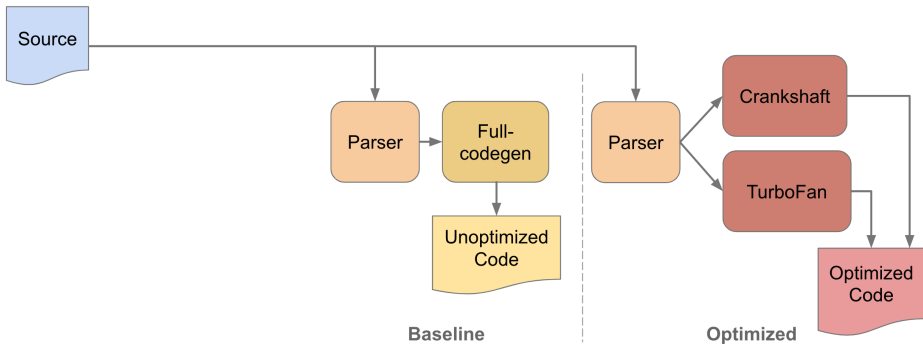 Source
Parser
Full-
codegen
Unoptimized
Code
Baseline
Parser
Crankshaft
TurboFan
Optimized
Code
Optimized